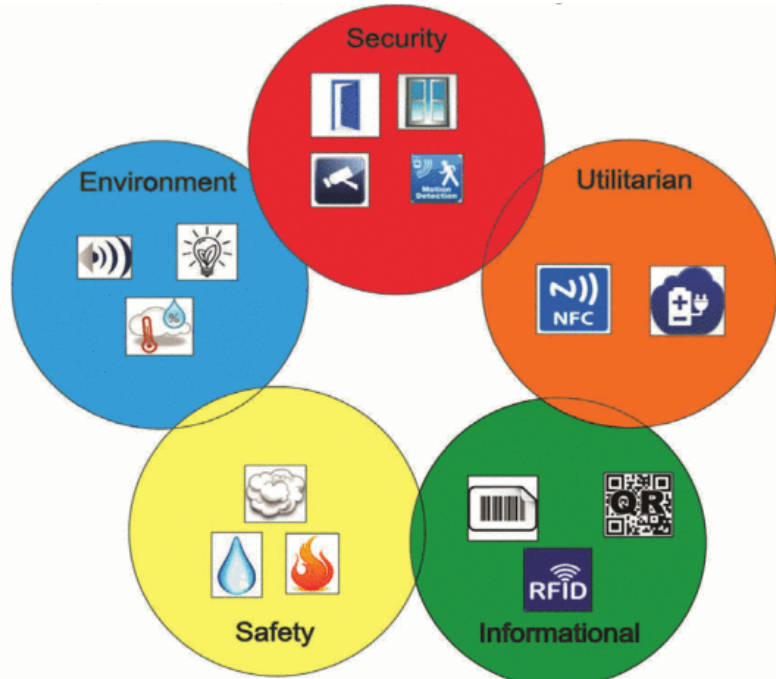 Security
Motion
Detection
Environment
%
Utilitarian
NFC
QR
RFID
Safety
Informational